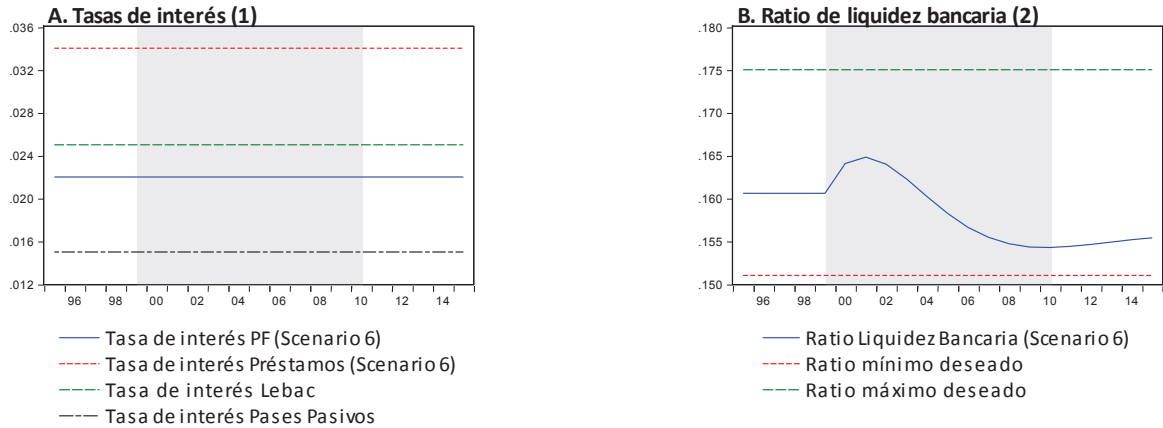 A. Tasas de interés (1)
.036
.032
.028
.024
.020
.016
.012
96 98 00 02 04 06 08 10 12 14
Tasa de interés PF (Scenario 6)
Tasa de interés Préstamos (Scenario 6)
Tasa de interés Lebac
Tasa de interés Pases Pasivos
B. Ratio de liquidez bancaria (2)
.180
.175
.170
.165
.160
.155
.150
96 98 00 02 04 06 08 10 12 14
Ratio Liquidez Bancaria (Scenario 6)
Ratio mínimo deseado
Ratio máximo deseado